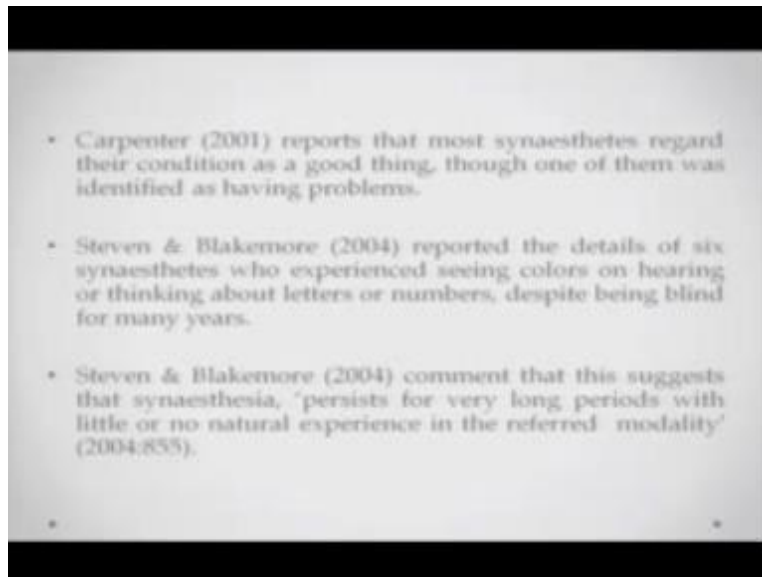 • Carpenter (2001) reports that most synaesthetes regard
their condition as a good thing, though one of them was
identified as having problems.
• Steven & Blakemore (2004) reported the details of six
synaesthetes who experienced seeing colors on hearing
or thinking about letters or numbers, despite being blind
for many years.
• Steven & Blakemore (2004) comment that this suggests
that synaesthesia, 'persists for very long periods with
little or no natural experience in the referred modality'
(2004:855).